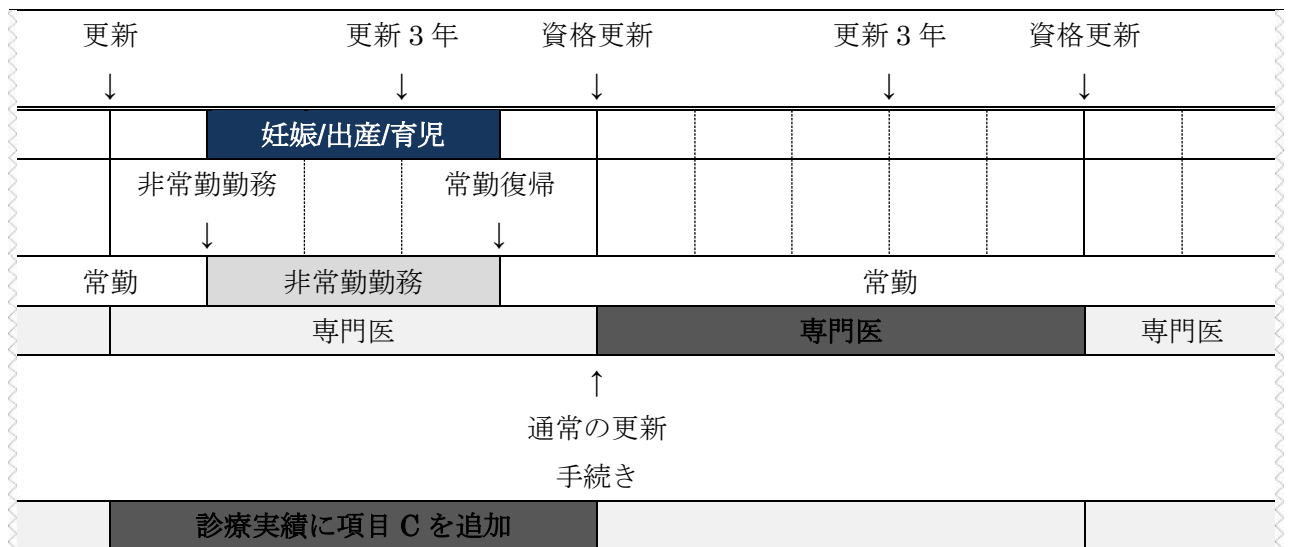 更新 更新 3 年 資格更新 更新 3 年 資格更新
↓ ↓ ↓ ↓ ↓
妊娠/出産/育児
非常勤勤務 常勤復帰
↓ ↓
常勤 非常勤勤務 常勤
専門医 専門医 専門医
↑
通常の更新
手続き
診療実績に項目 C を追加